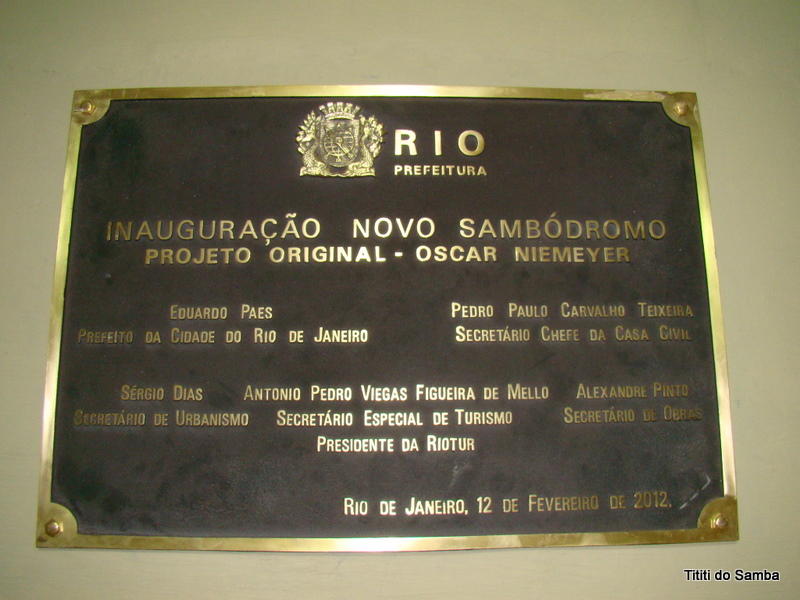 RIO
PREFEITURA
INAUGURAÇÃO NOVO SAMBÓDROMO
PROJETO ORIGINAL - OSCAR NIEMEYER
EDUARDO PAES
PREFEITO DA CIDADE DO RIO DE JANEIRO
PEDRO PAULO CARVALHO TEIXEIRA
SECRETÁRIO CHEFE DA CASA CIVIL
SÉRGIO DIAS
SECRETÁRIO DE URBANISMO
ANTONIO PEDRO VIEGAS FIGUEIRA DE MELLO
SECRETÁRIO ESPECIAL DE TURISMO
PRESIDENTE DA RIOTUR
ALEXANDRE PINTO
SECRETÁRIO DE OBRAS
RIO DE JANEIRO, 12 DE FEVEREIRO DE 2012.
Tititi do Samba